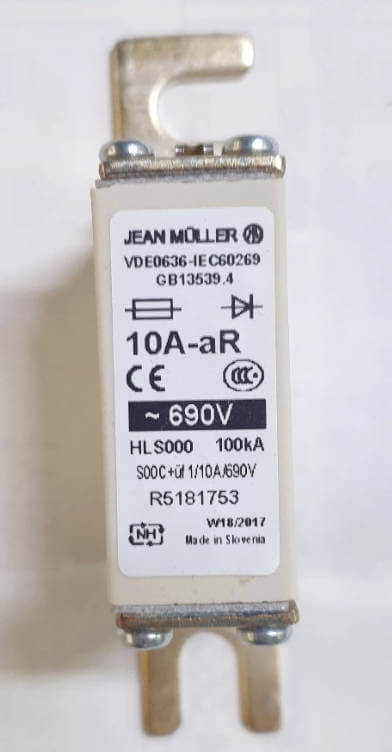 JEAN MÜLLER
VDE0636-IEC60269
GB13539.4
10A-aR
CE CCC
~ 690V
HLS000 100kA
S00C+üf 1/10A/690V
R5181753
NH W18/2017
Made in Slovenia